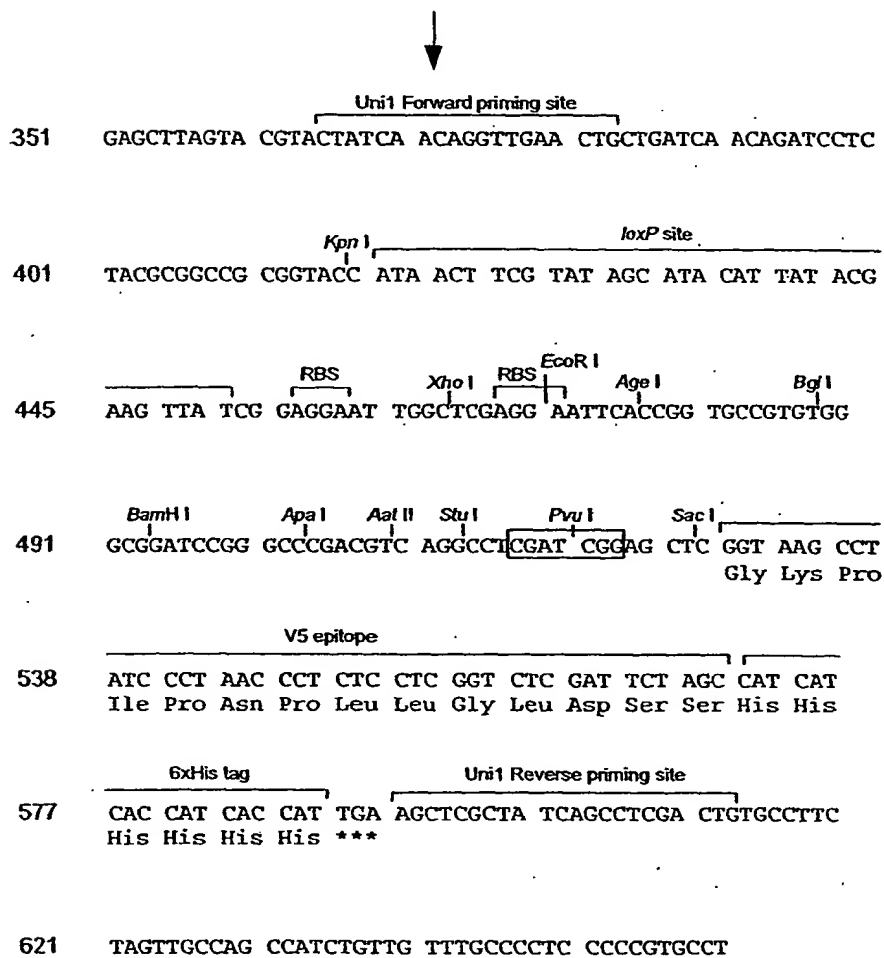 Uni1 Forward priming site
351 GAGCTTAGTA CGTACTATCA ACAGGTTGAA CTGCTGATCA ACAGATCCTC
Kpn I loxP site
401 TACGCGGCCG CGGTACC ATA ACT TCG TAT AGC ATA CAT TAT ACG
RBS Xho I RBS EcoR I Age I Bgl I
445 AAG TTA TCG GAGGAAT TGGCTCGAGG AATTCACCGG TGCCGTGTGG
BamH I Apa I Aat II Stu I Pvu I Sac I
491 GCGGATCCGG GCCCGACGTC AGGCCTCGAT CGGAG CTC GGT AAG CCT
Gly Lys Pro
V5 epitope
538 ATC CCT AAC CCT CTC CTC GGT CTC GAT TCT AGC CAT CAT
Ile Pro Asn Pro Leu Leu Gly Leu Asp Ser Ser His His
6xHis tag Uni1 Reverse priming site
577 CAC CAT CAC CAT TGA AGCTCGCTA TCAGCCTCGA CTGTGCCTTC
His His His His ***
621 TAGTTGCCAG CCATCTGTTG TTTGCCCCTC CCCCGTGCCT